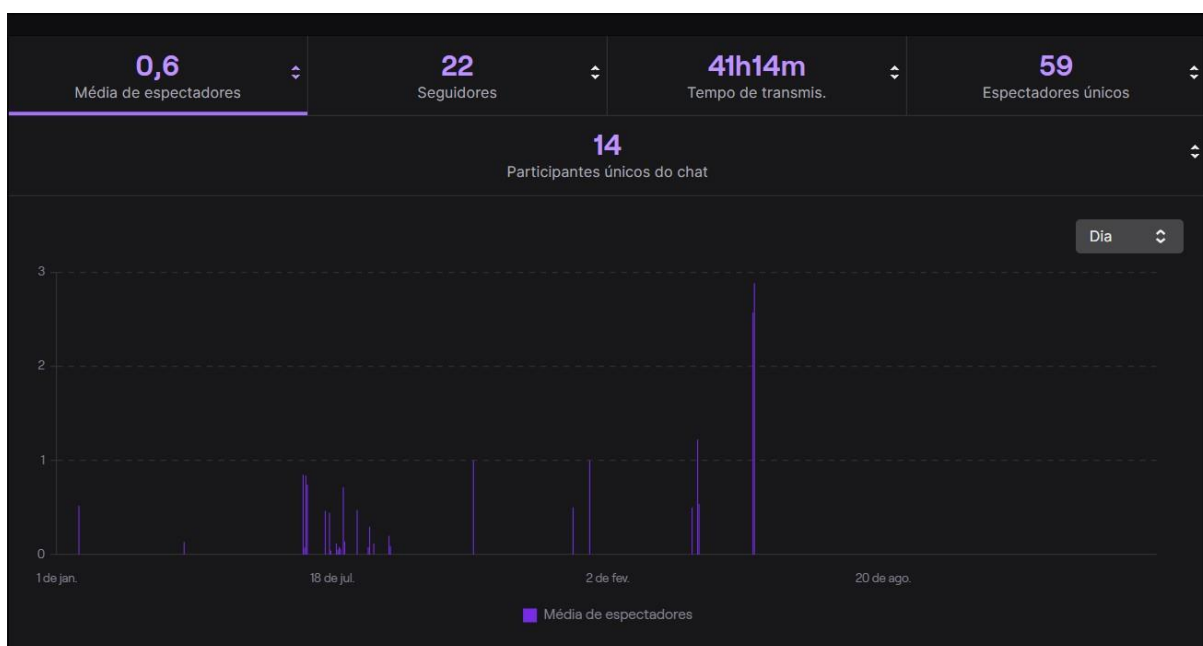 0,6
Média de espectadores
22
Seguidores
41h14m
Tempo de transmis.
59
Espectadores únicos
14
Participantes únicos do chat
Dia
3
2
1
0
1 de jan.
18 de jul.
2 de fev.
20 de ago.
Média de espectadores